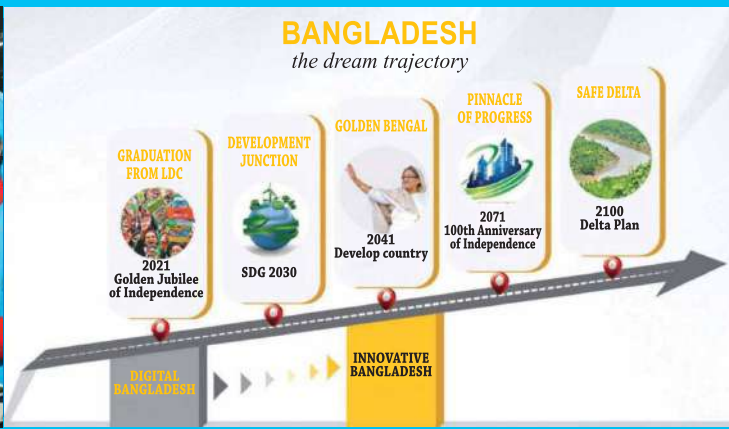 BANGLADESH
the dream trajectory
GRADUATION
FROM LDC
2021
Golden Jubilee
of Independence
DEVELOPMENT
JUNCTION
SDG 2030
GOLDEN BENGAL
2041
Develop country
PINNACLE
OF PROGRESS
2071
100th Anniversary
of Independence
SAFE DELTA
2100
Delta Plan
DIGITAL
BANGLADESH
INNOVATIVE
BANGLADESH